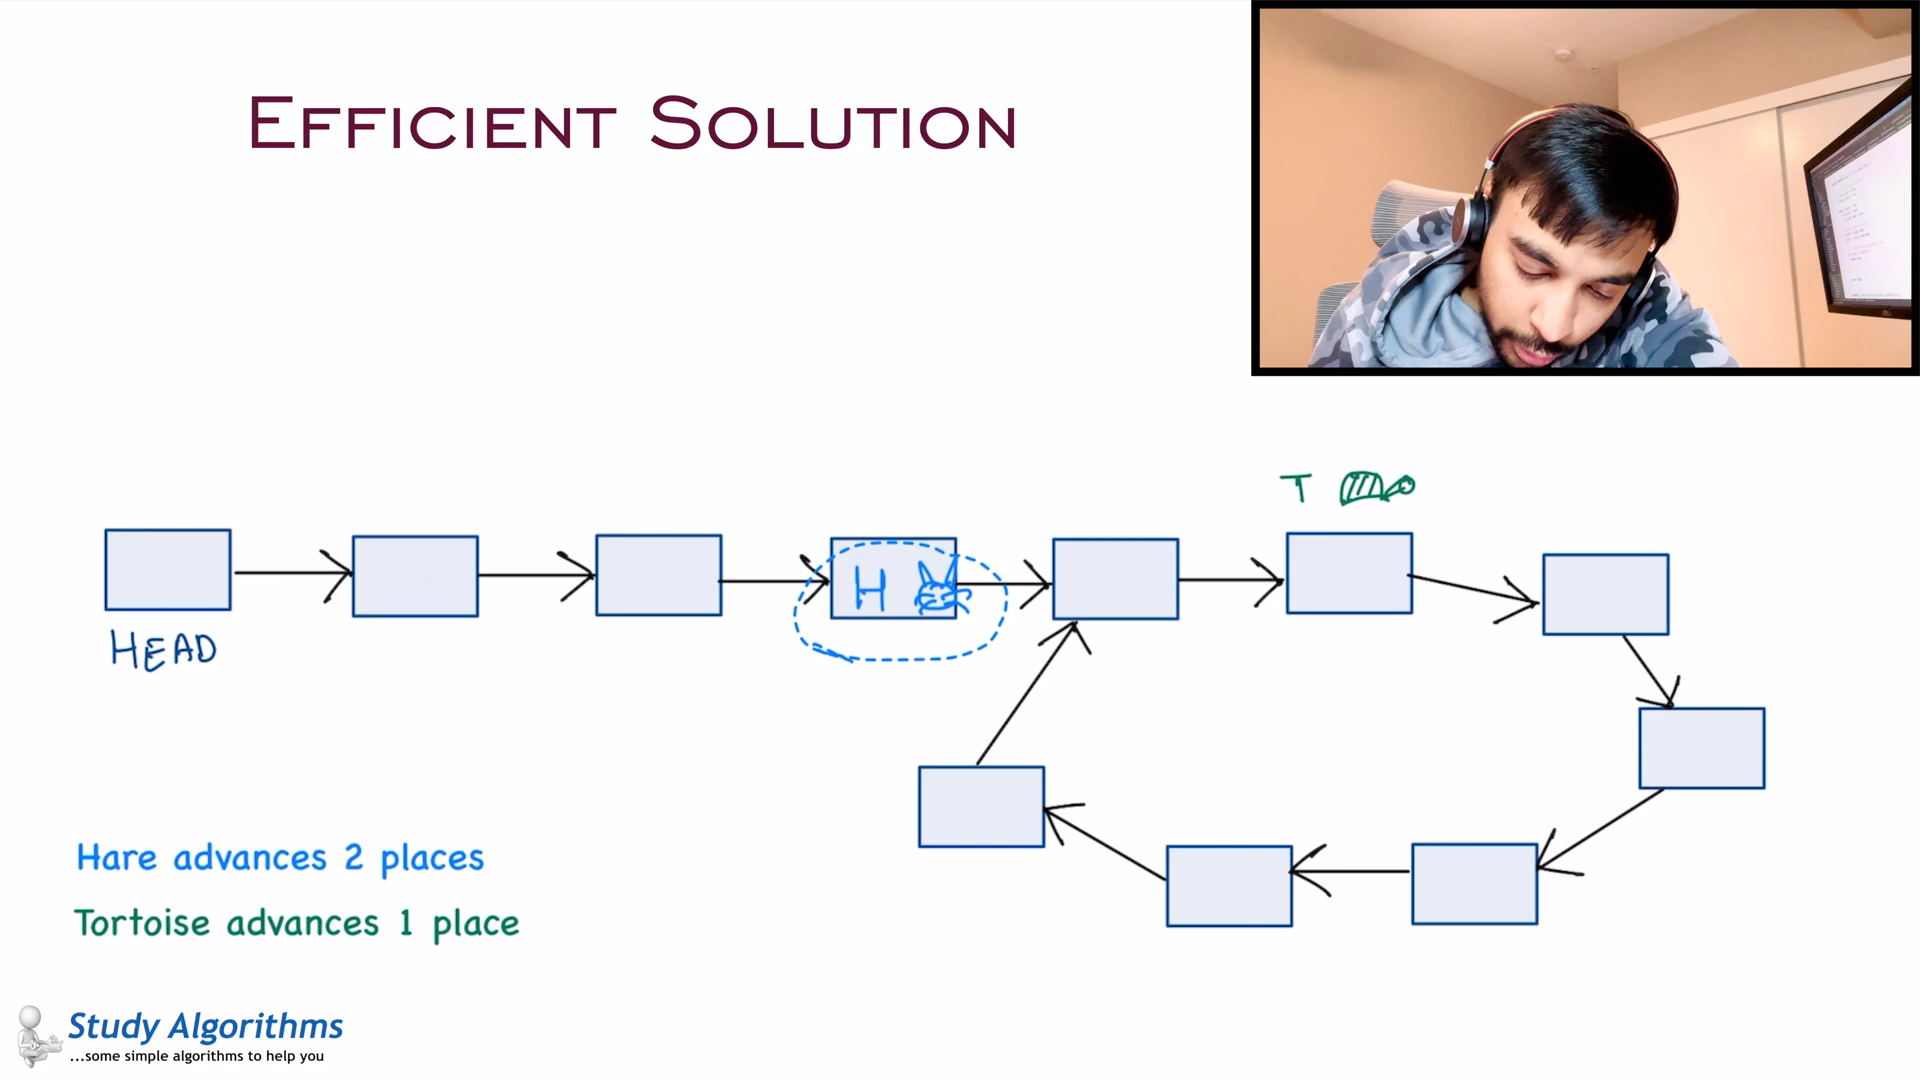 Efficient Solution
T
H
HEAD
Hare advances 2 places
Tortoise advances 1 place
Study Algorithms
...some simple algorithms to help you